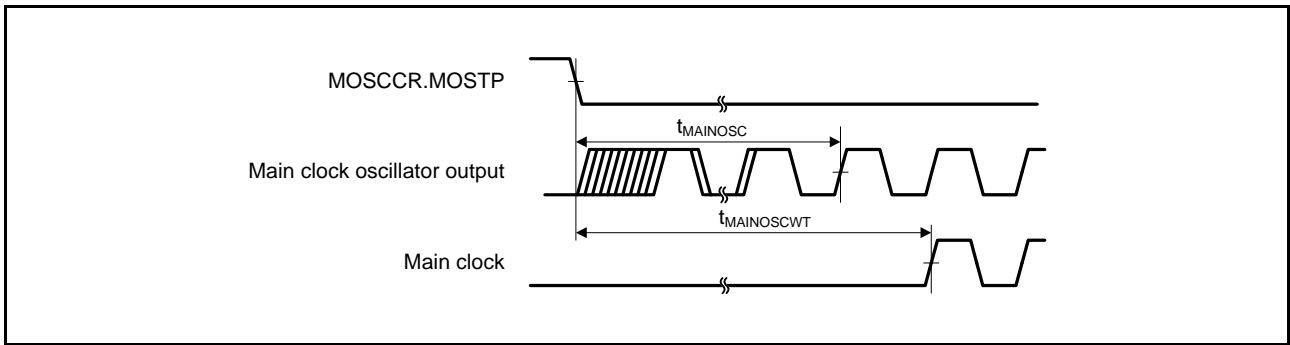 MOSCCR.MOSTP
tMAINOSC
Main clock oscillator output
tMAINOSCWT
Main clock